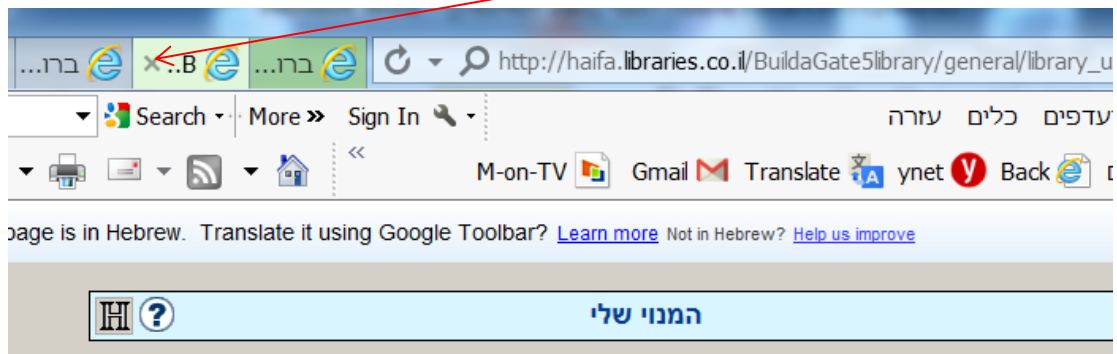 ברו... B.. ברו... http://haifa.libraries.co.il/BuildaGate5library/general/library_u
Search More » Sign In עזרה כלים עדפים
« M-on-TV Gmail Translate ynet Back
page is in Hebrew. Translate it using Google Toolbar? Learn more Not in Hebrew? Help us improve
H ? המנוי שלי